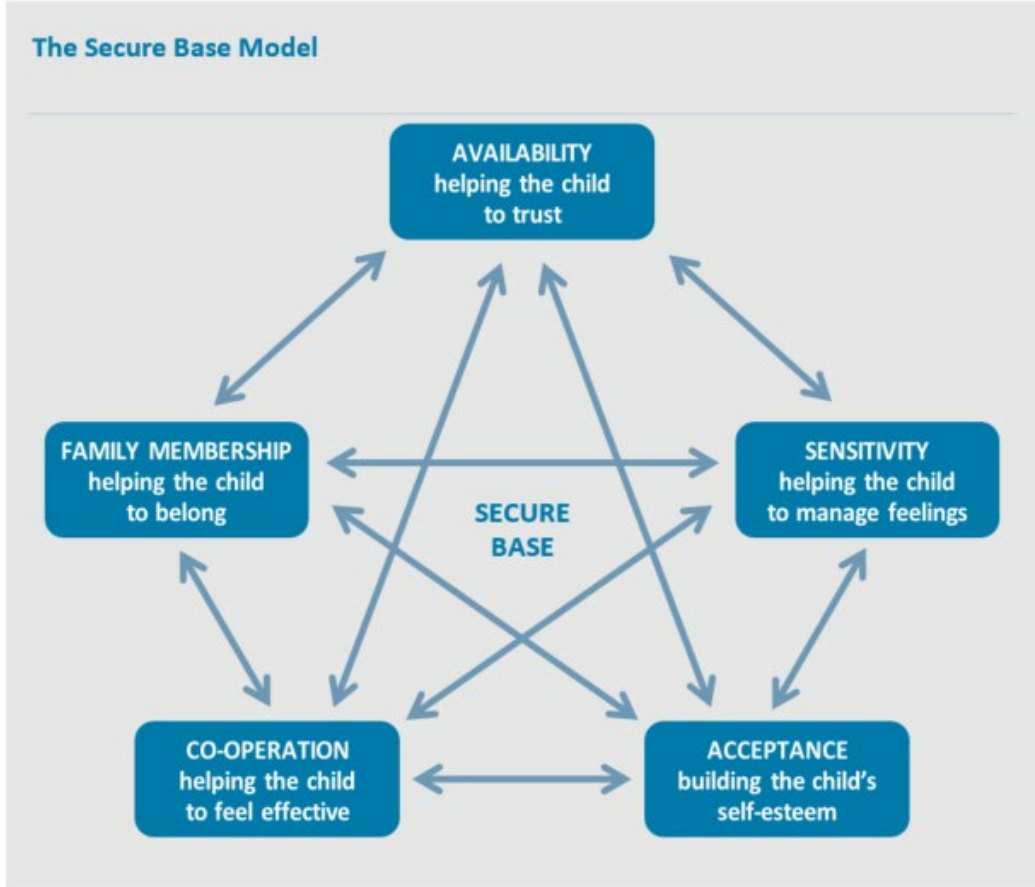 The Secure Base Model
AVAILABILITY
helping the child
to trust
FAMILY MEMBERSHIP
helping the child
to belong
SENSITIVITY
helping the child
to manage feelings
SECURE
BASE
CO-OPERATION
helping the child
to feel effective
ACCEPTANCE
building the child's
self-esteem